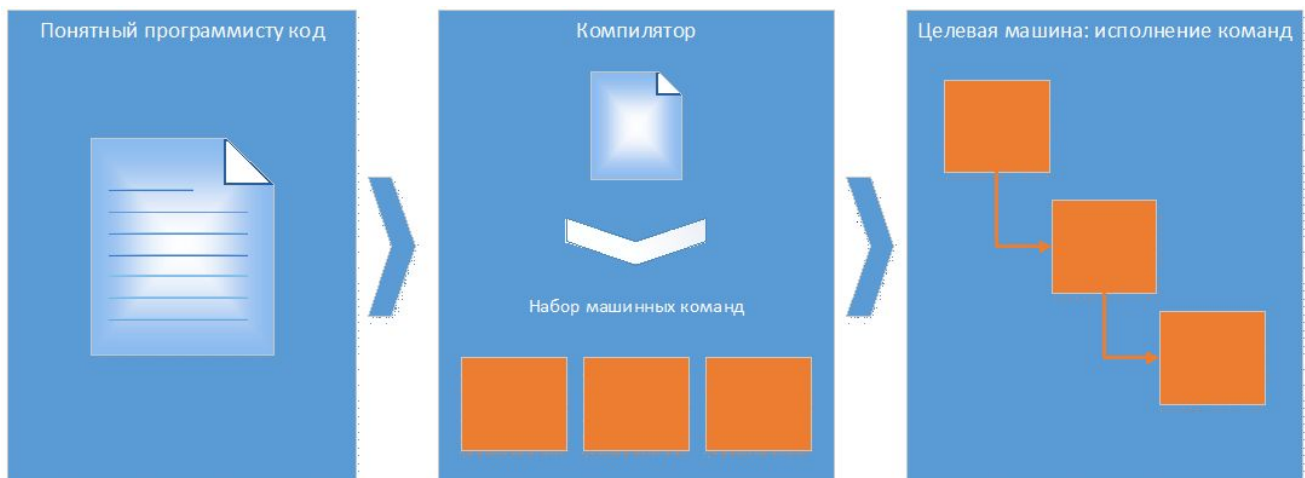 Понятный программисту код
Компилятор
Набор машинных команд
Целевая машина: исполнение команд